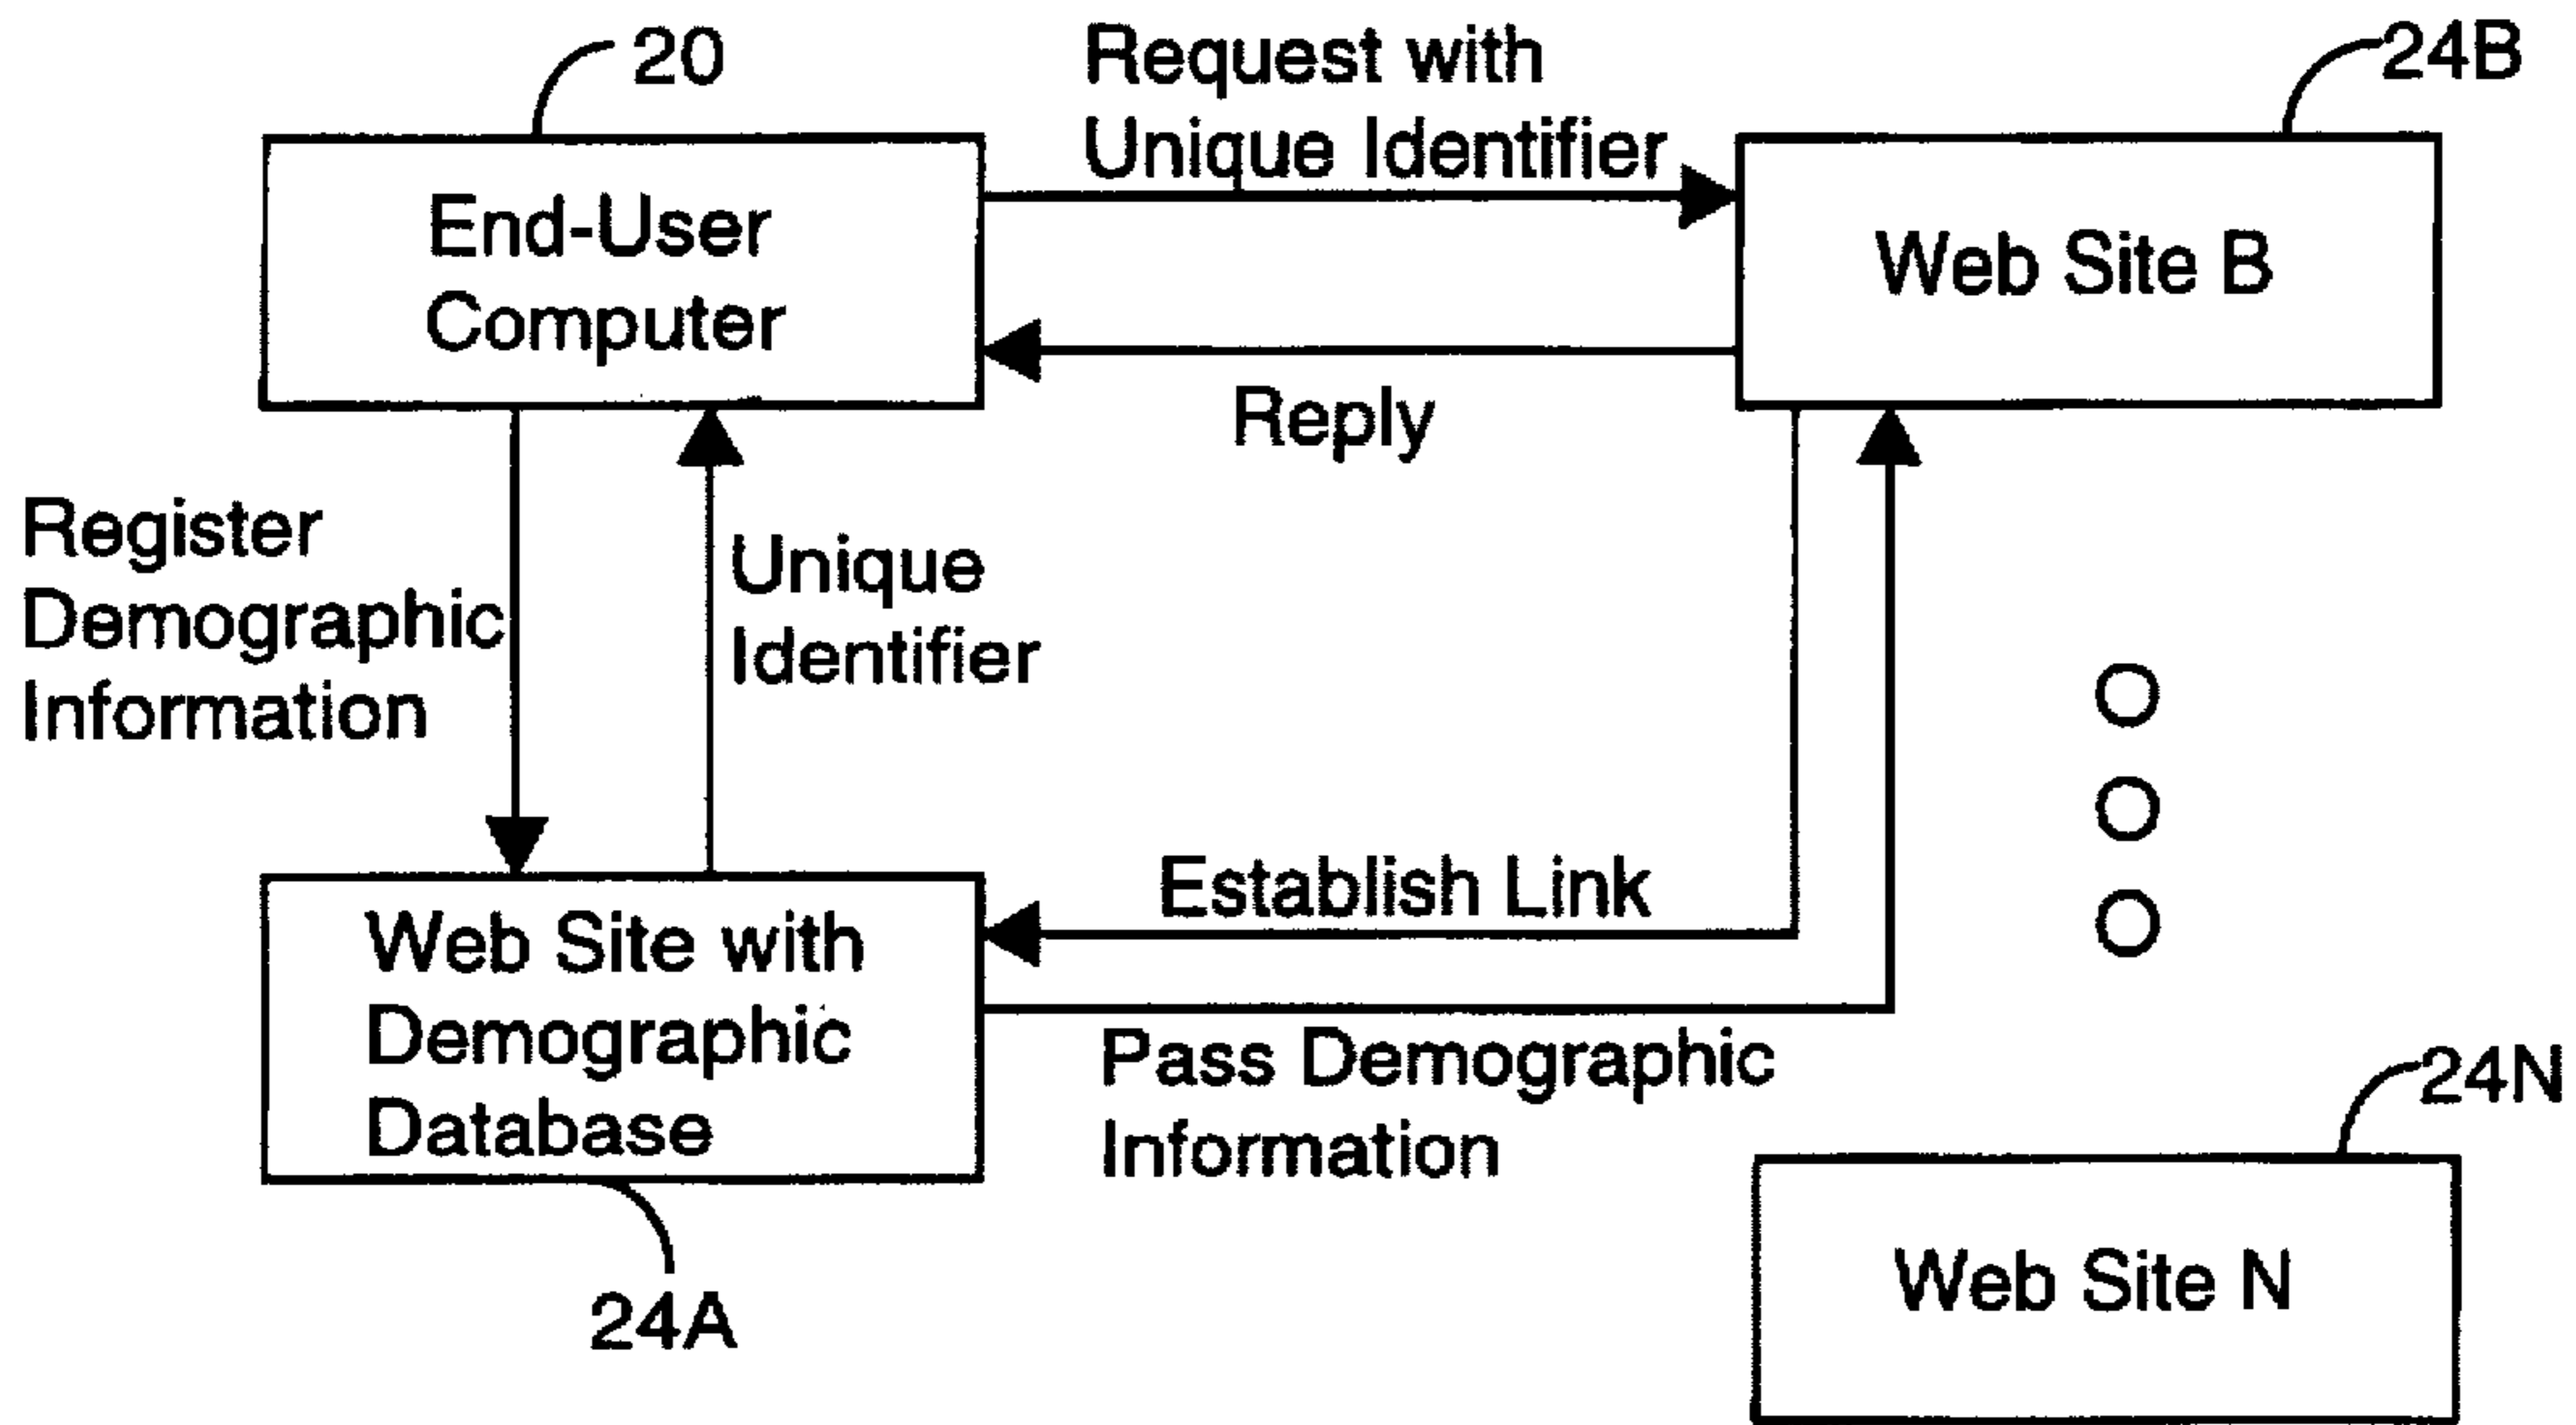 20
Request with
Unique Identifier
24B
End-User
Computer
Web Site B
Reply
Register
Demographic
Information
Unique
Identifier
Establish Link
Web Site with
Demographic
Database
Pass Demographic
Information
24N
Web Site N
24A